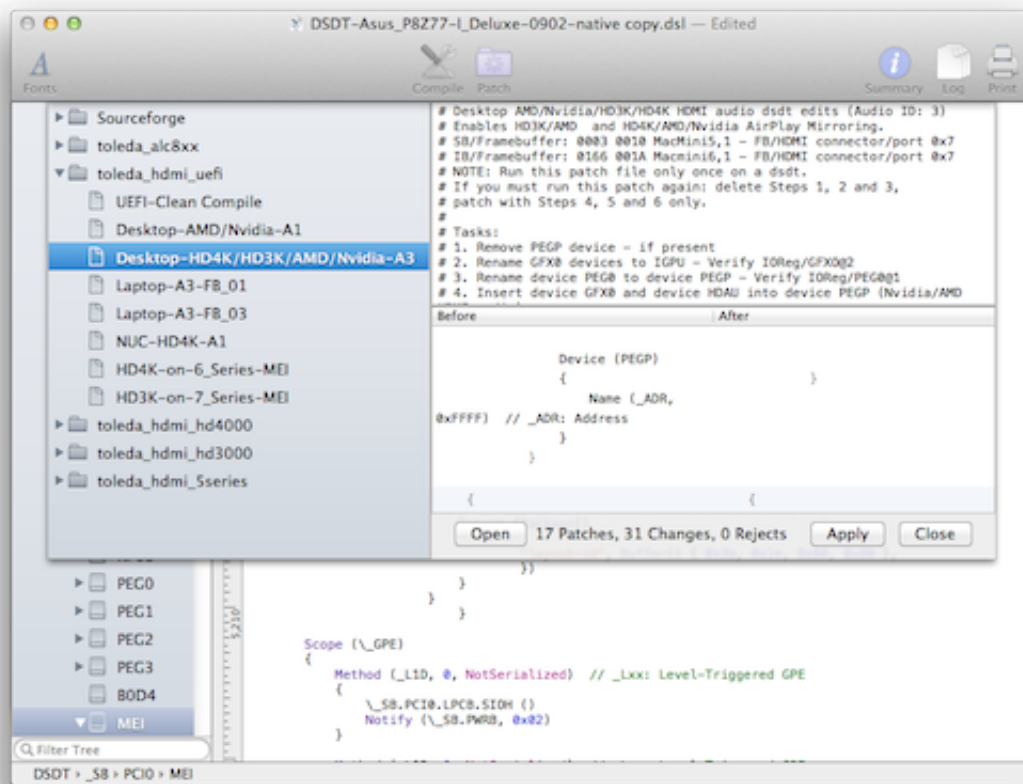 DSDT-Asus_P8Z77-I_Deluxe-0902-native copy.dsl — Edited
Fonts
Compile
Patch
Summary
Log
Print
Sourceforge
toleda_alc8xx
toleda_hdmi_uefi
UEFI-Clean Compile
Desktop-AMD/Nvidia-A1
Desktop-HD4K/HD3K/AMD/Nvidia-A3
Laptop-A3-FB_01
Laptop-A3-FB_03
NUC-HD4K-A1
HD4K-on-6_Series-MEI
HD3K-on-7_Series-MEI
toleda_hdmi_hd4000
toleda_hdmi_hd3000
toleda_hdmi_5series
# Desktop AMD/Nvidia/HD3K/HD4K HDMI audio dsdt edits (Audio ID: 3)
# Enables HD3K/AMD and HD4K/AMD/Nvidia AirPlay Mirroring.
# SB/Framebuffer: 0003 0010 MacMini5,1 - FB/HDMI connector/port 0x7
# IB/Framebuffer: 0166 001A Macmini6,1 - FB/HDMI connector/port 0x7
# NOTE: Run this patch file only once on a dsdt.
# If you must run this patch again: delete Steps 1, 2 and 3,
# patch with Steps 4, 5 and 6 only.
#
# Tasks:
# 1. Remove PEGP device - if present
# 2. Rename GFX0 devices to IGPU - Verify IOReg/GFX0@2
# 3. Rename device PEG0 to device PEGP - Verify IOReg/PEG0@1
# 4. Insert device GFX0 and device HDAU into device PEGP (Nvidia/AMD
Before
After
Device (PEGP)
{ }
Name (_ADR,
0xFFFF) // _ADR: Address
}
}
{ {
Open
17 Patches, 31 Changes, 0 Rejects
Apply
Close
PEG0
PEG1
PEG2
PEG3
B0D4
MEI
Filter Tree
DSDT › _SB › PCI0 › MEI
5,210
})
}
}
}
Scope (\_GPE)
{
Method (_L1D, 0, NotSerialized) // _Lxx: Level-Triggered GPE
{
\_SB.PCI0.LPCB.SIOH ()
Notify (\_SB.PWRB, 0x02)
}